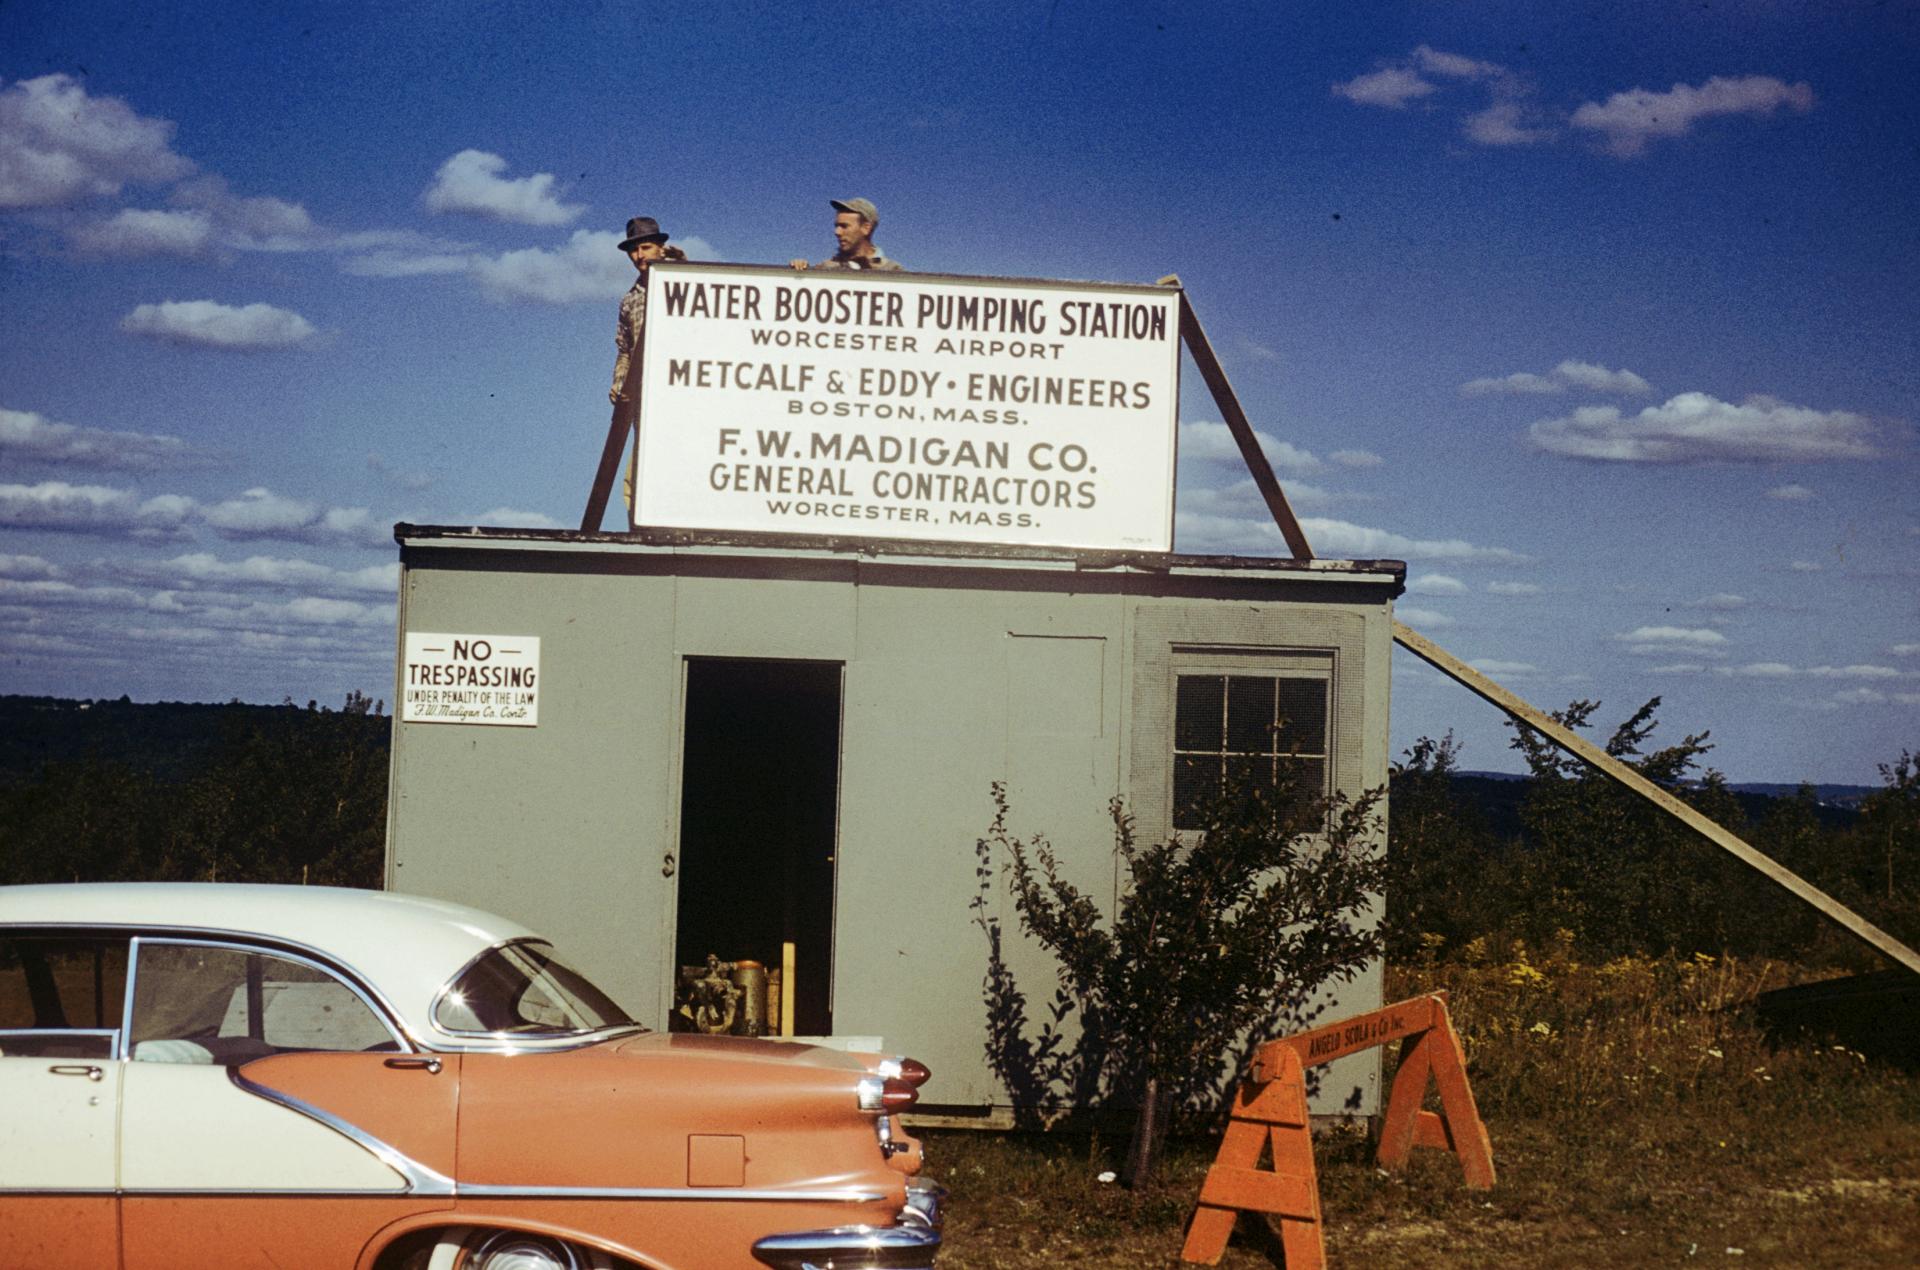 WATER BOOSTER PUMPING STATION
WORCESTER AIRPORT
METCALF & EDDY • ENGINEERS
BOSTON, MASS.
F. W. MADIGAN CO.
GENERAL CONTRACTORS
WORCESTER, MASS.
— NO —
TRESPASSING
UNDER PENALTY OF THE LAW
F. W. Madigan Co. Contr.
ANGELO SCOLA & Co Inc.